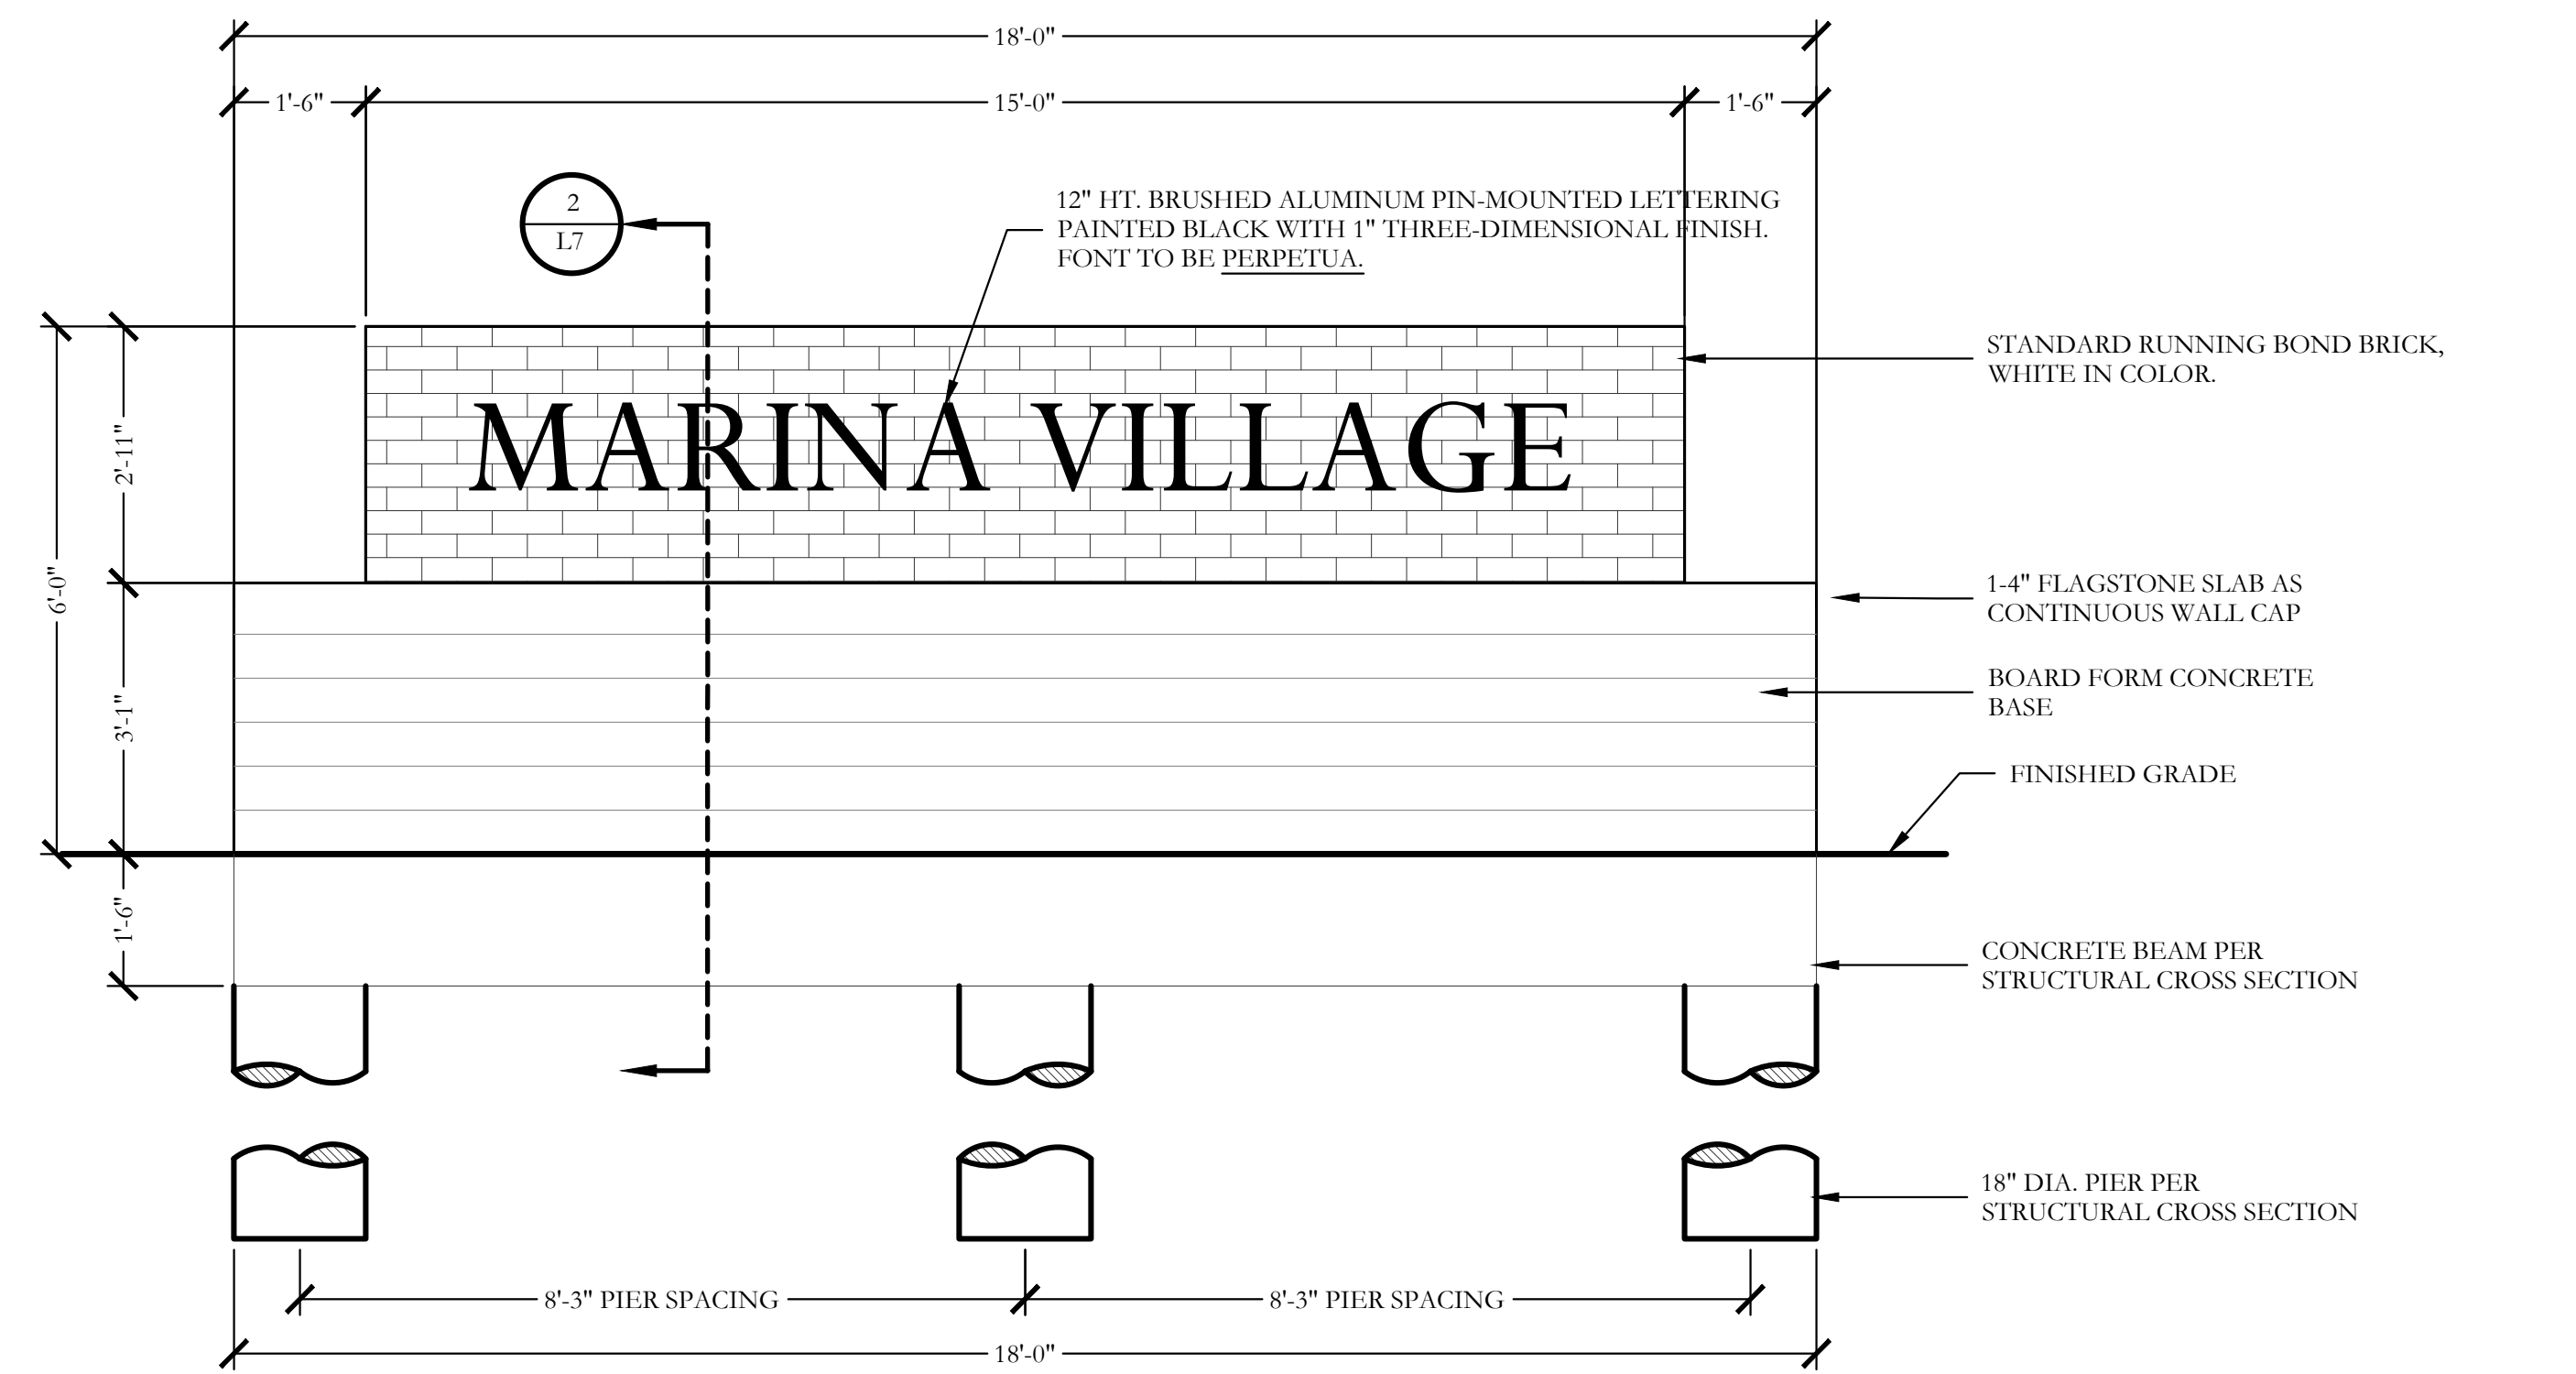 18'-0"
1'-6"
15'-0"
1'-6"
2
L7
12" HT. BRUSHED ALUMINUM PIN-MOUNTED LETTERING
PAINTED BLACK WITH 1" THREE-DIMENSIONAL FINISH.
FONT TO BE PERPETUA.
STANDARD RUNNING BOND BRICK,
WHITE IN COLOR.
MARINA VILLAGE
2'-11"
6'-0"
1-4" FLAGSTONE SLAB AS
CONTINUOUS WALL CAP
BOARD FORM CONCRETE
BASE
3'-1"
FINISHED GRADE
1'-6"
CONCRETE BEAM PER
STRUCTURAL CROSS SECTION
18" DIA. PIER PER
STRUCTURAL CROSS SECTION
8'-3" PIER SPACING
8'-3" PIER SPACING
18'-0"